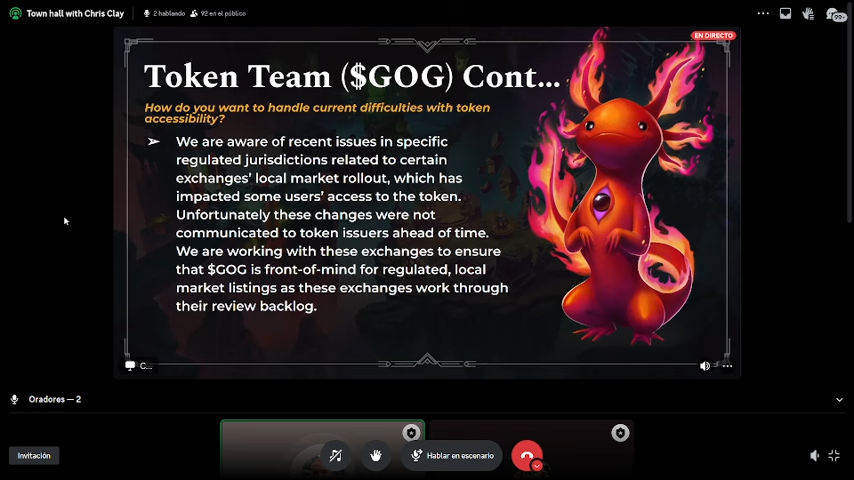 Town hall with Chris Clay
2 hablando
92 en el público
99+
EN DIRECTO
Token Team ($GOG) Cont...
How do you want to handle current difficulties with token
accessibility?
We are aware of recent issues in specific
regulated jurisdictions related to certain
exchanges' local market rollout, which has
impacted some users' access to the token.
Unfortunately these changes were not
communicated to token issuers ahead of time.
We are working with these exchanges to ensure
that $GOG is front-of-mind for regulated, local
market listings as these exchanges work through
their review backlog.
C...
Oradores — 2
Invitación
Hablar en escenario